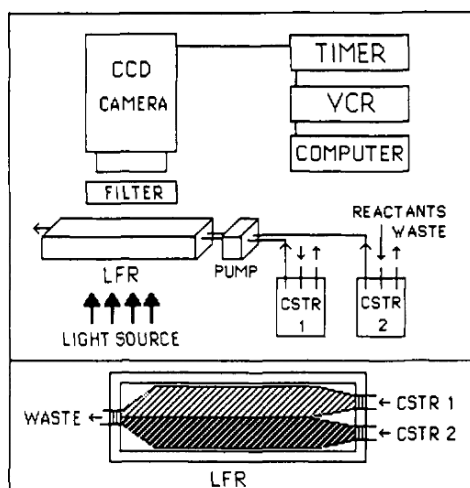 CCD
CAMERA
TIMER
VCR
COMPUTER
FILTER
REACTANTS
WASTE
LFR
PUMP
CSTR
1
CSTR
2
LIGHT SOURCE
WASTE
CSTR 1
CSTR 2
LFR